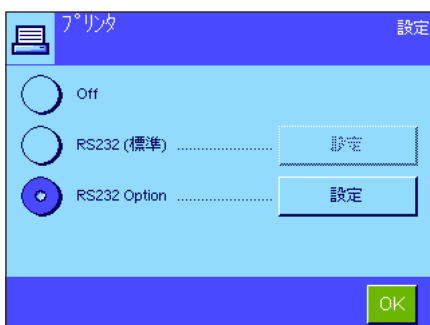 プリンタ 設定
Off
RS232 (標準) ...................... 設定
RS232 Option ...................... 設定
OK